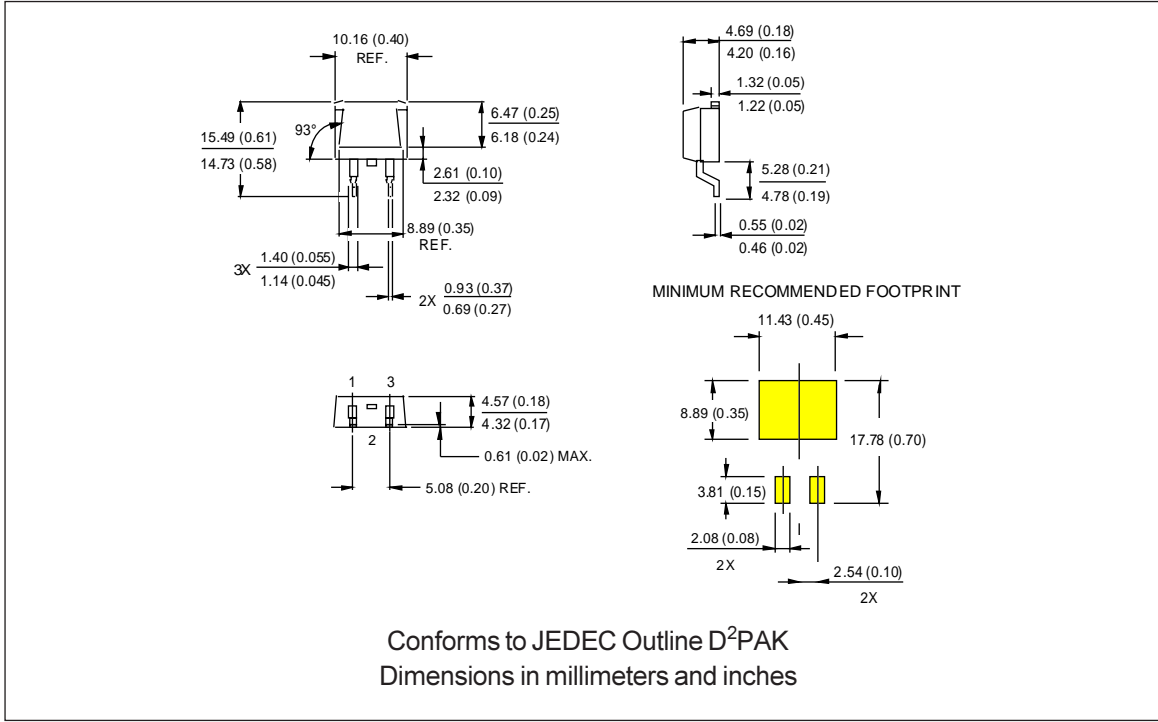 10.16 (0.40)
REF.
93°
15.49 (0.61)
14.73 (0.58)
6.47 (0.25)
6.18 (0.24)
2.61 (0.10)
2.32 (0.09)
8.89 (0.35)
REF.
3X
1.40 (0.055)
1.14 (0.045)
2X
0.93 (0.37)
0.69 (0.27)
4.69 (0.18)
4.20 (0.16)
1.32 (0.05)
1.22 (0.05)
5.28 (0.21)
4.78 (0.19)
0.55 (0.02)
0.46 (0.02)
1 3
2
4.57 (0.18)
4.32 (0.17)
0.61 (0.02) MAX.
5.08 (0.20) REF.
MINIMUM RECOMMENDED FOOTPRINT
11.43 (0.45)
8.89 (0.35)
17.78 (0.70)
3.81 (0.15)
2.08 (0.08)
2X
2.54 (0.10)
2X
Conforms to JEDEC Outline D²PAK
Dimensions in millimeters and inches